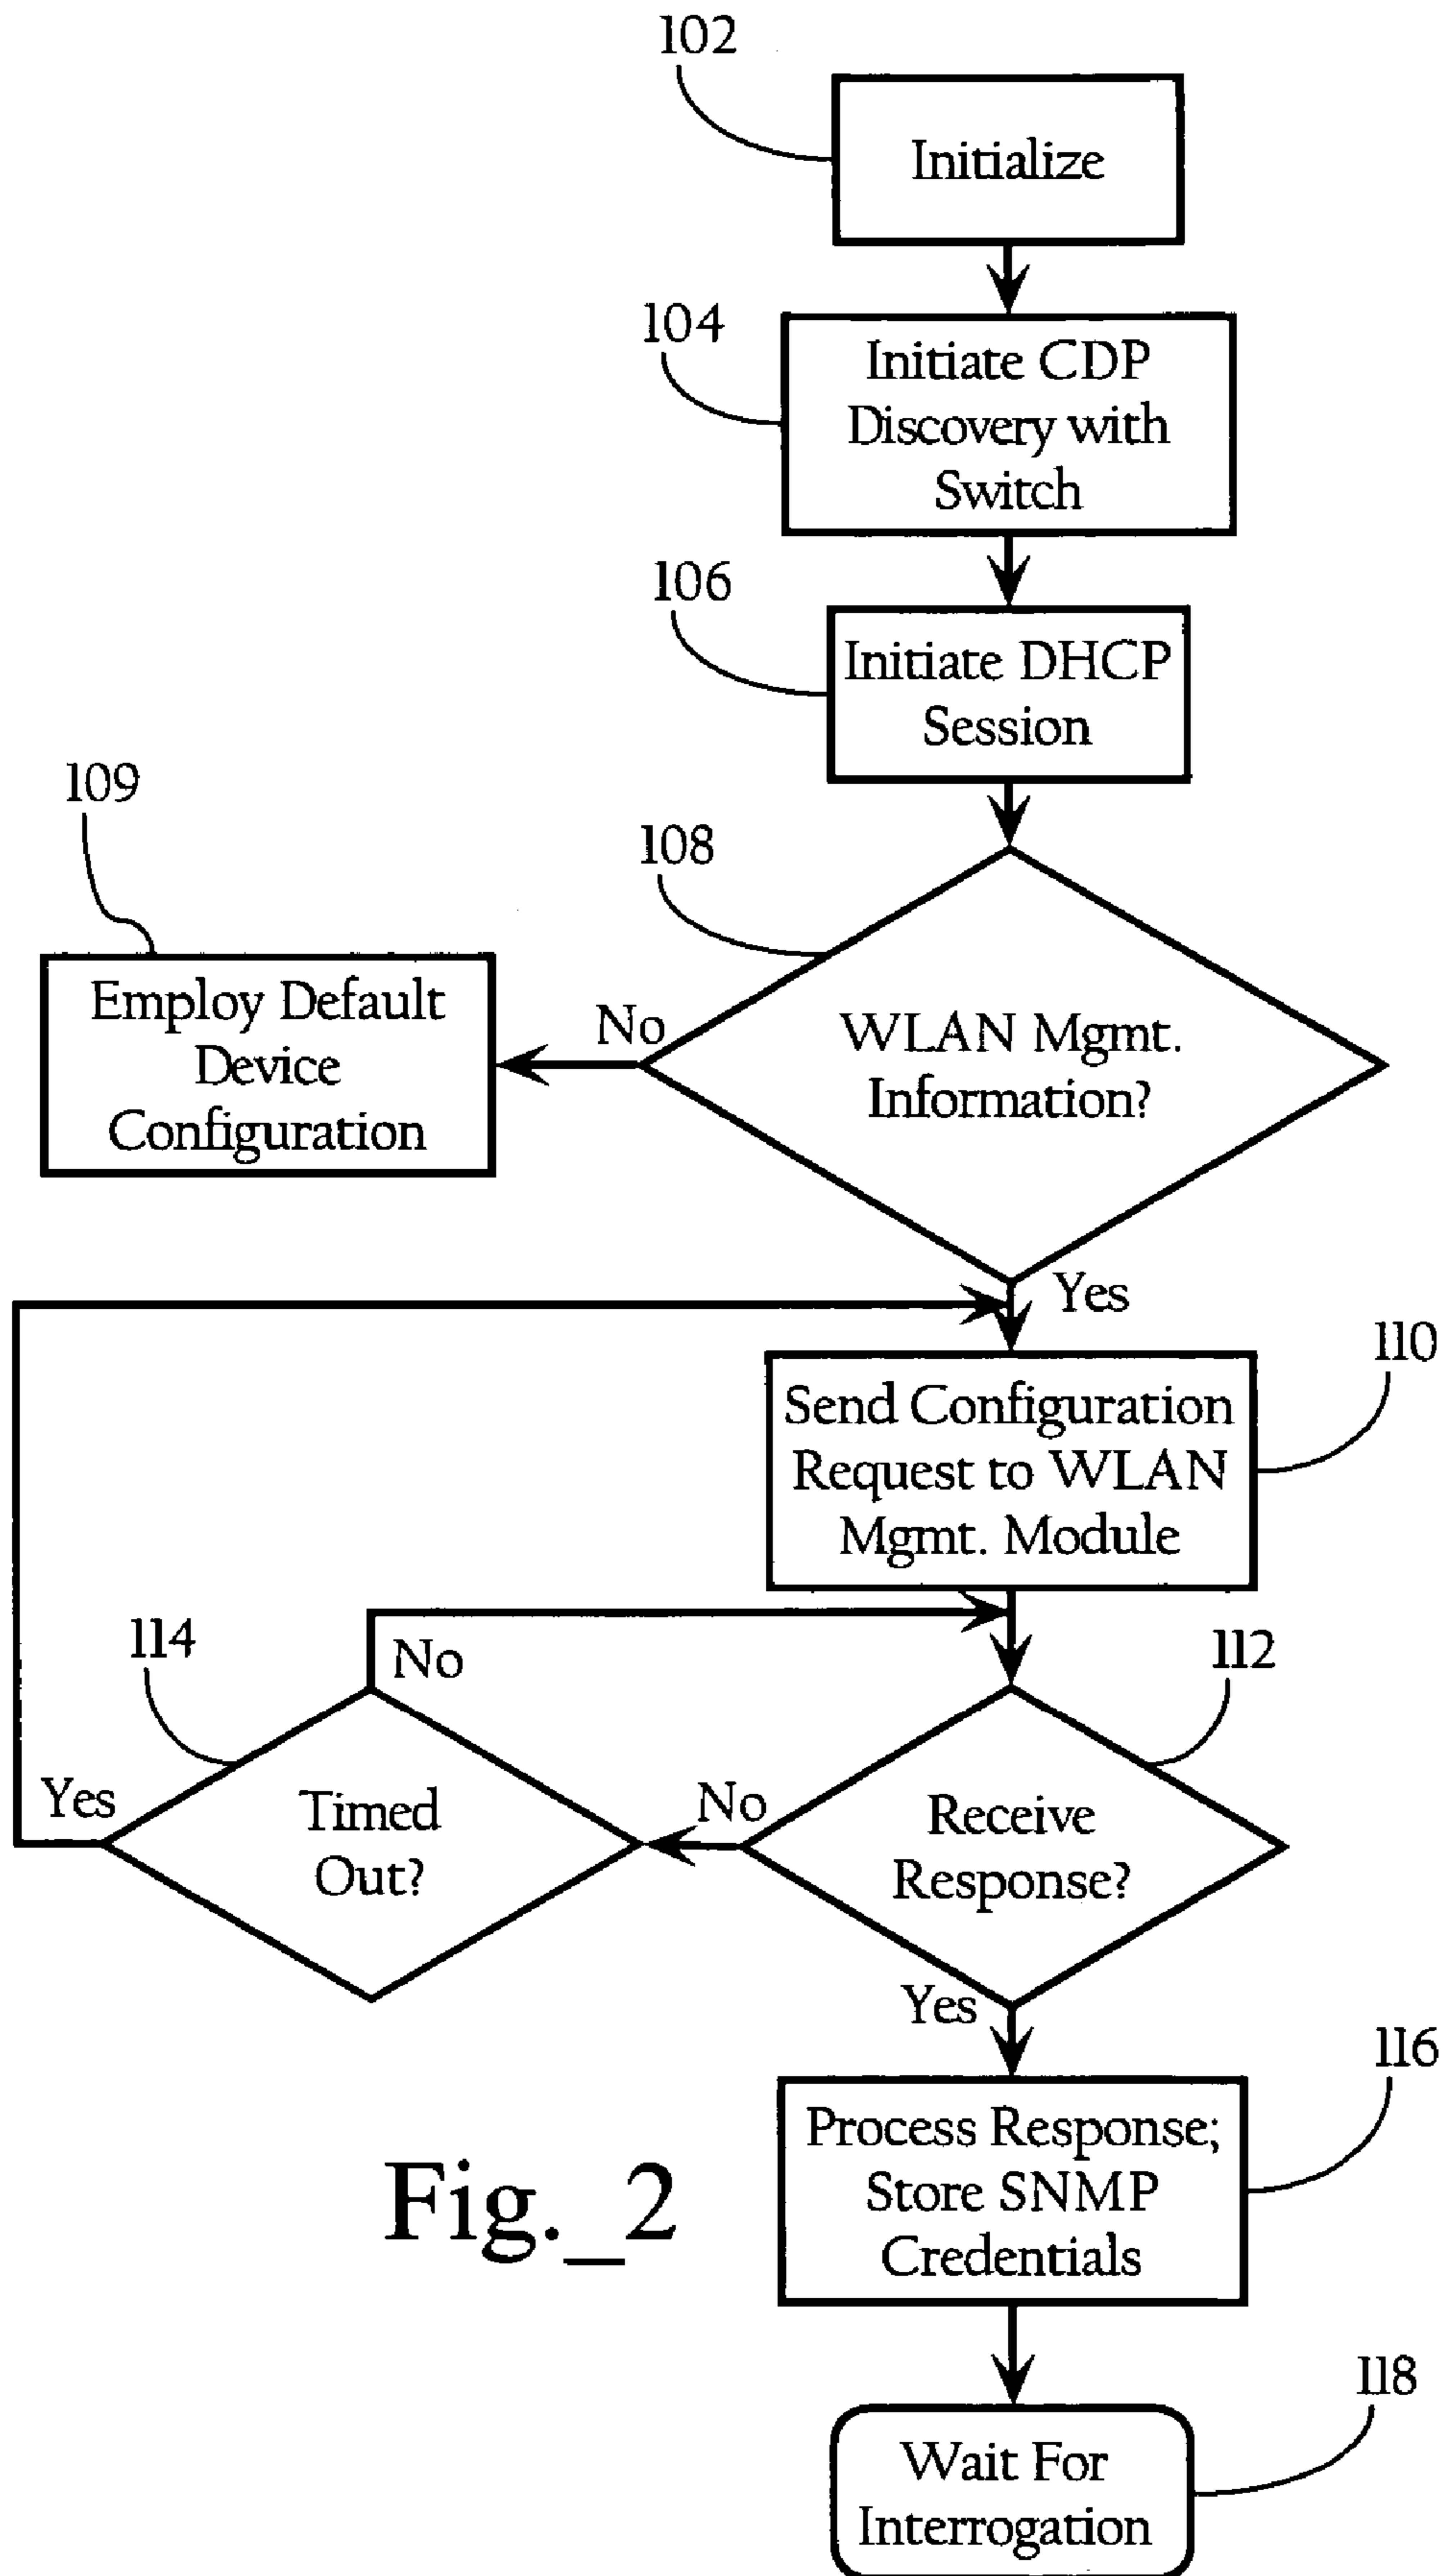 102
Initialize
104
Initiate CDP
Discovery with
Switch
106
Initiate DHCP
Session
109
108
Employ Default
Device
Configuration
No
WLAN Mgmt.
Information?
Yes
110
Send Configuration
Request to WLAN
Mgmt. Module
114
No
112
Yes
Timed
Out?
No
Receive
Response?
Yes
116
Process Response;
Store SNMP
Credentials
Fig._2
118
Wait For
Interrogation